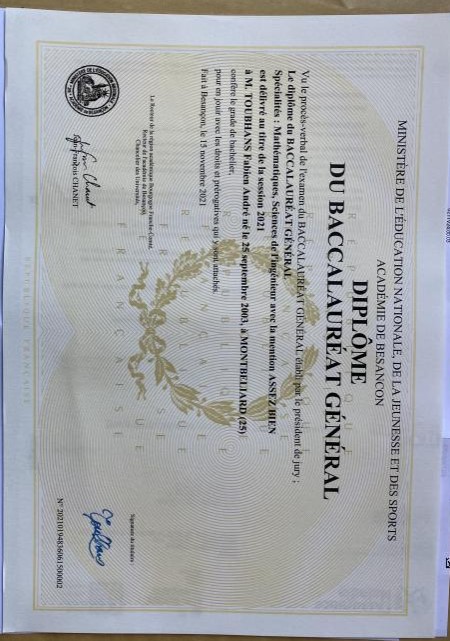 MINISTÈRE DE L'ÉDUCATION NATIONALE, DE LA JEUNESSE ET DES SPORTS
ACADÉMIE DE BESANCON
DIPLÔME
DU BACCALAURÉAT GÉNÉRAL
Vu le procès-verbal de l'examen du BACCALAURÉAT GÉNÉRAL établi par le président de jury ;
Le diplôme du BACCALAURÉAT GÉNÉRAL
Spécialités : Mathématiques, Sciences de l'ingénieur avec la mention ASSEZ BIEN
est délivré au titre de la session 2021
à M. TOUBHANS Fabien André né le 25 septembre 2003, à MONTBELIARD (25)
confère le grade de bachelier,
pour en jouir avec les droits et prérogatives qui y sont attachés.
Fait à Besançon, le 15 novembre 2021
Le Recteur de la région académique Bourgogne Franche-Comté,
Recteur de l'académie de Besançon,
Chancelier des Universités,
Jean-François CHANET
Signature du titulaire :
N° 20210194836061500002
RÉPUBLIQUE FRANÇAISE